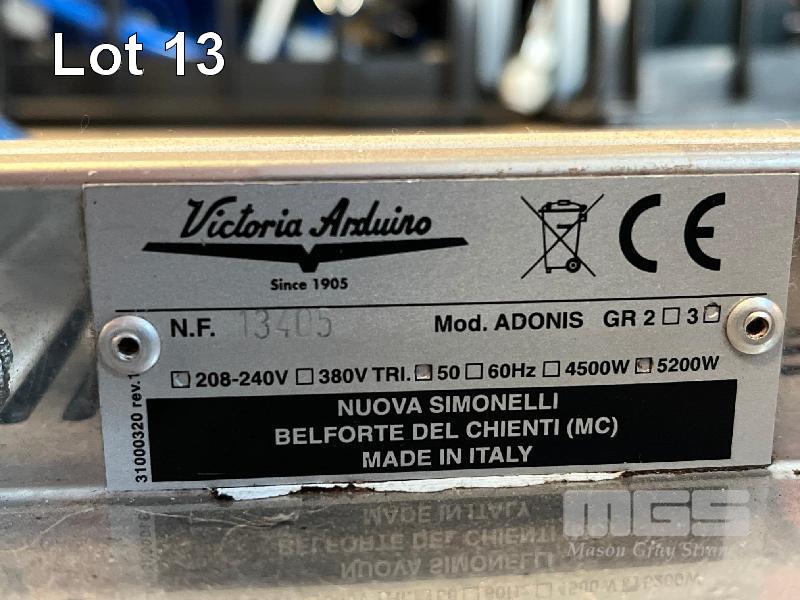 Lot 13
Victoria Arduino
Since 1905
N.F. 13405 Mod. ADONIS GR 2 ☐ 3 ☐
☐ 208-240V ☐ 380V TRI. ☐ 50 ☐ 60Hz ☐ 4500W ☐ 5200W
NUOVA SIMONELLI
BELFORTE DEL CHIENTI (MC)
MADE IN ITALY
31000320 rev.1
CE
MGS
Mason Gray Strange